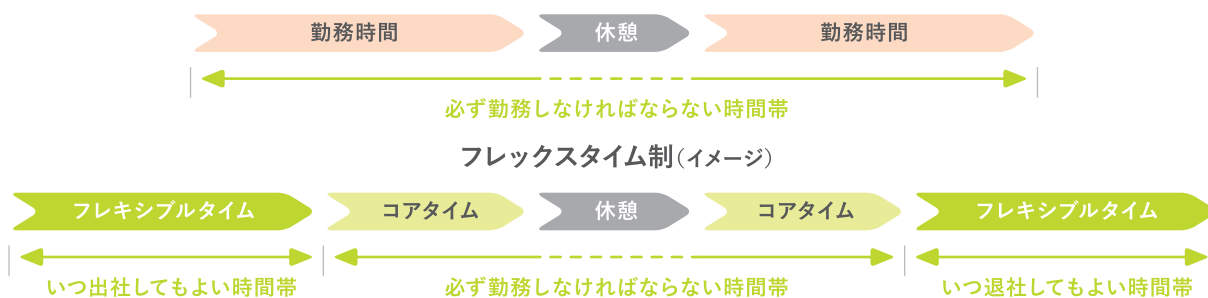 勤務時間 休憩 勤務時間
必ず勤務しなければならない時間帯
フレックスタイム制（イメージ）
フレキシブルタイム コアタイム 休憩 コアタイム フレキシブルタイム
いつ出社してもよい時間帯 必ず勤務しなければならない時間帯 いつ退社してもよい時間帯